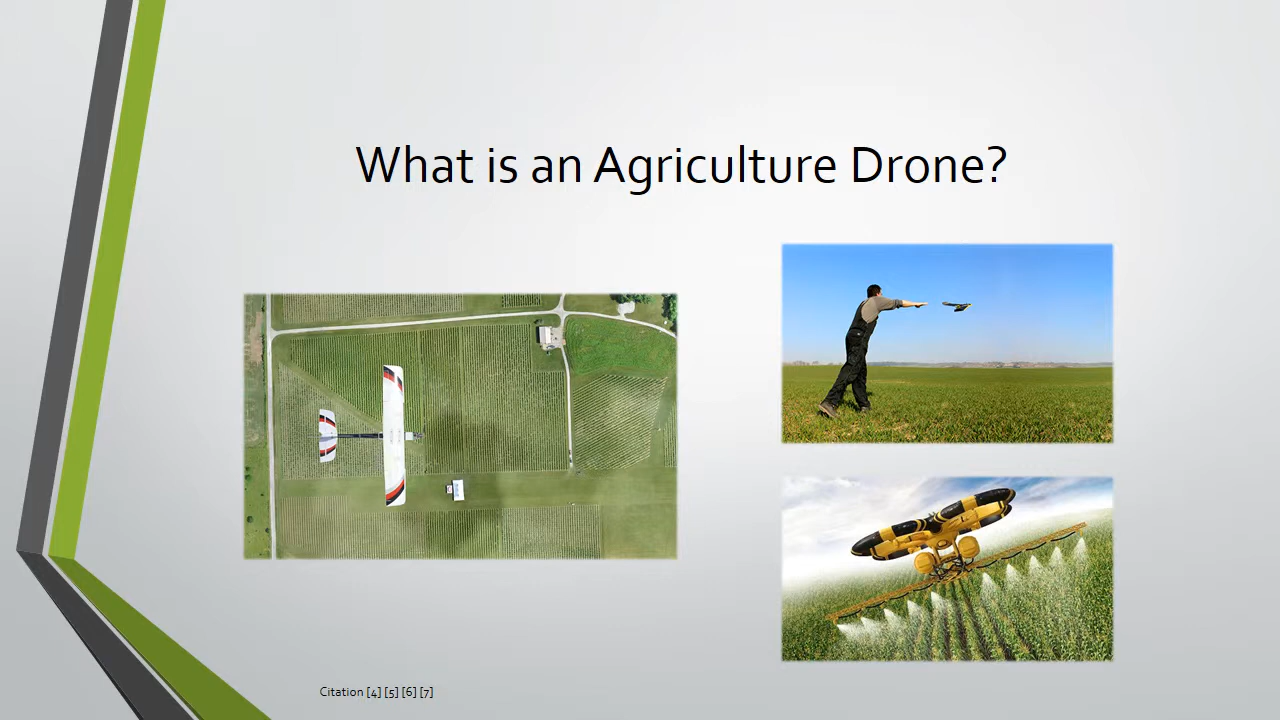 What is an Agriculture Drone?
Citation [4] [5] [6] [7]